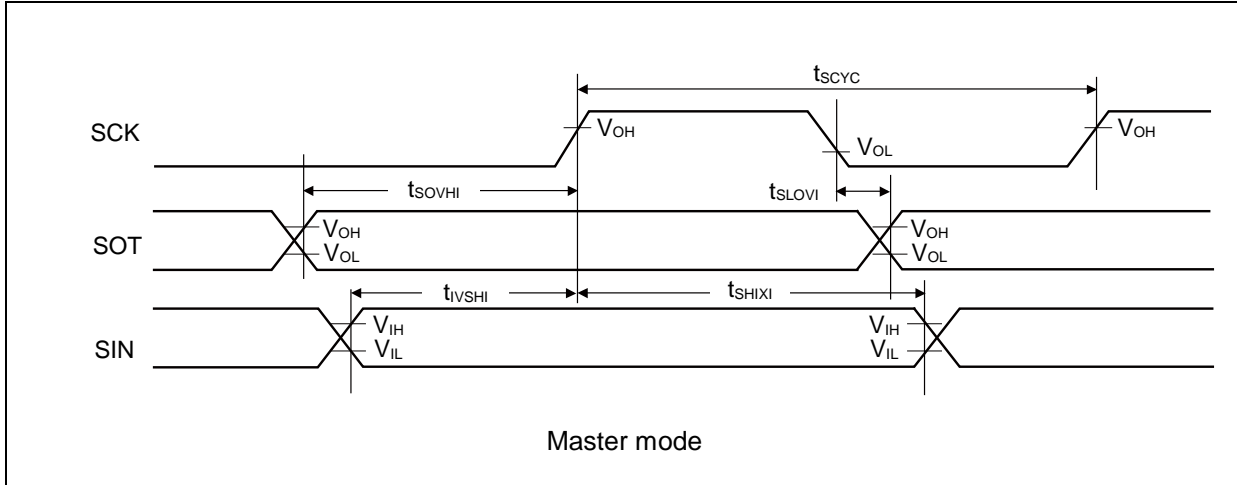 tSCYC
SCK
VOH
VOL
VOH
tSOVHI
tSLOVI
SOT
VOH
VOL
VOH
VOL
tIVSHI
tSHIXI
SIN
VIH
VIL
VIH
VIL
Master mode